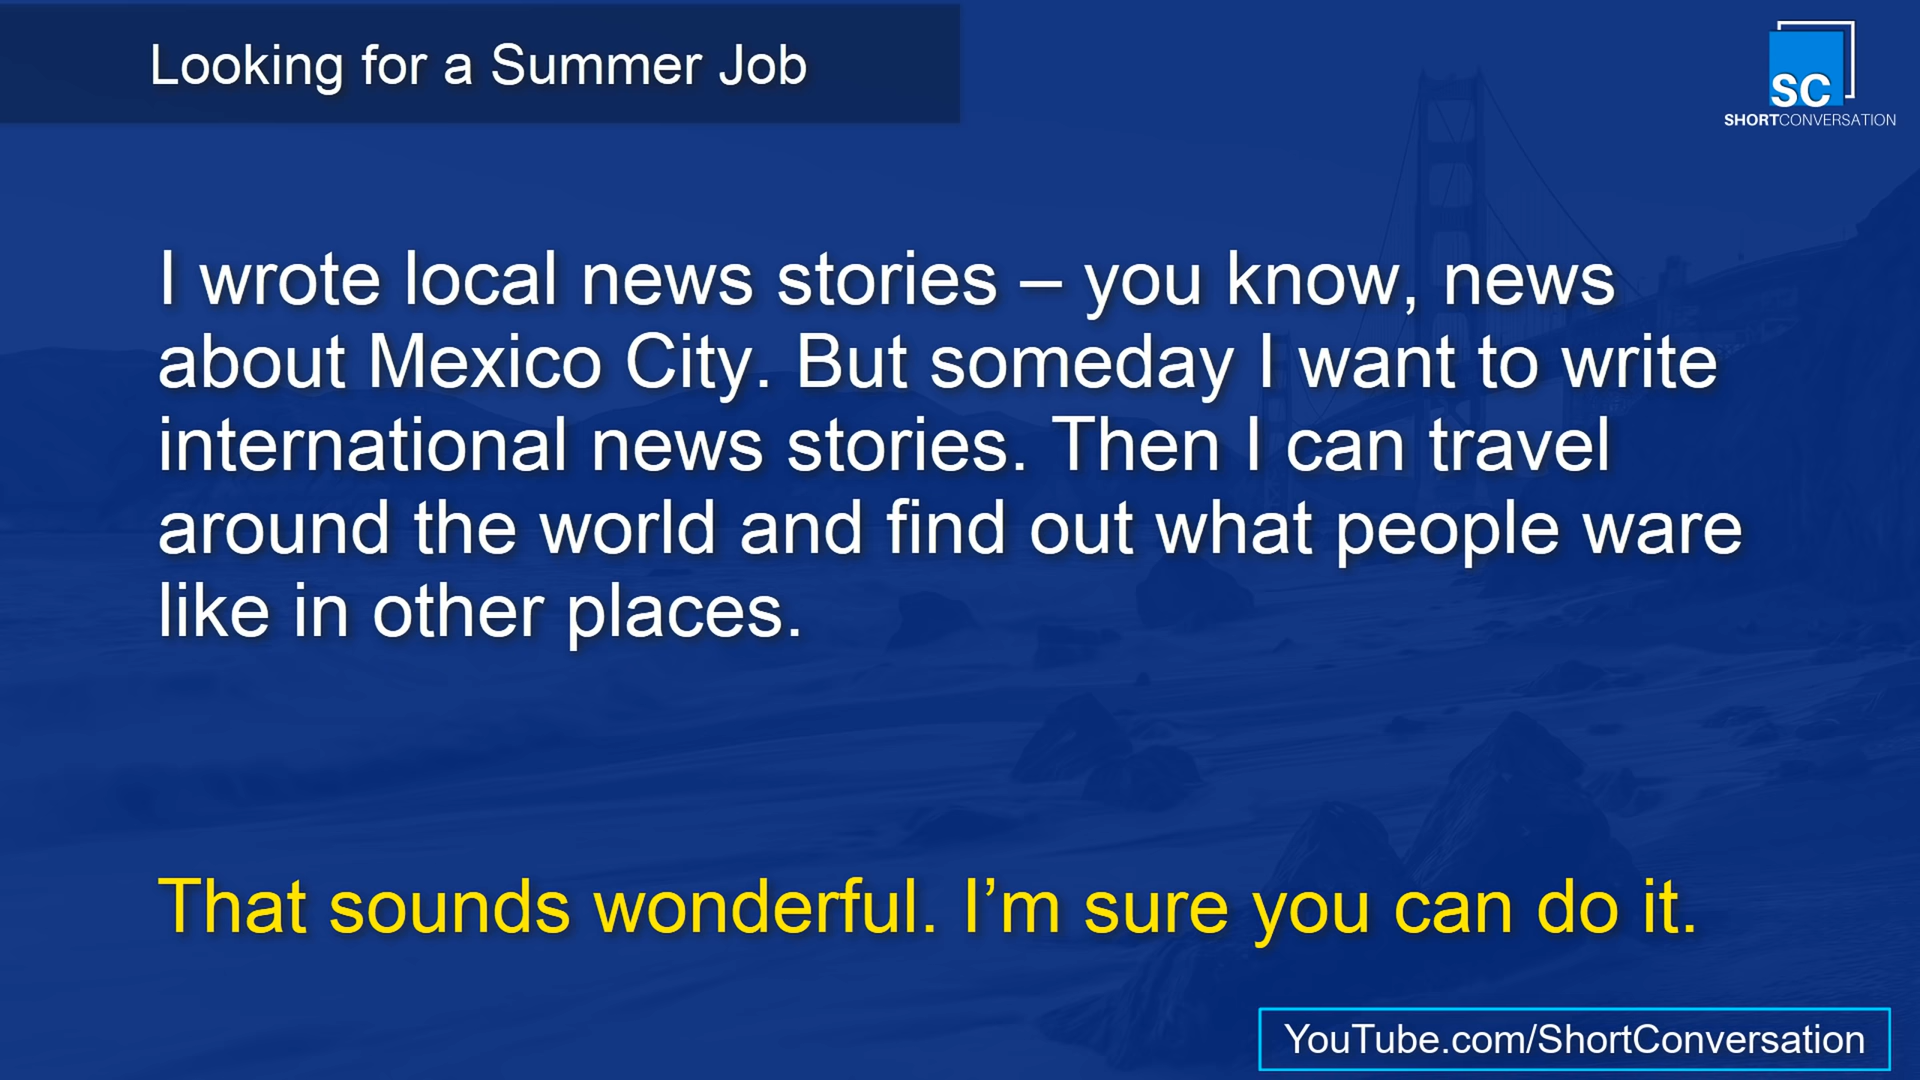 Looking for a Summer Job
SC
SHORTCONVERSATION
I wrote local news stories – you know, news
about Mexico City. But someday I want to write
international news stories. Then I can travel
around the world and find out what people ware
like in other places.
That sounds wonderful. I’m sure you can do it.
YouTube.com/ShortConversation